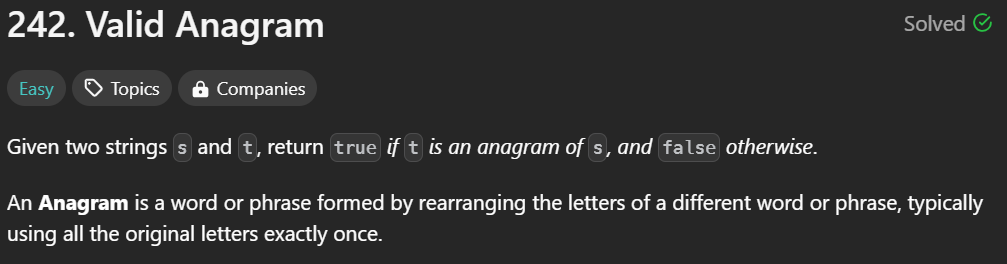 242. Valid Anagram
Solved
Easy Topics Companies
Given two strings s and t, return true if t is an anagram of s, and false otherwise.
An Anagram is a word or phrase formed by rearranging the letters of a different word or phrase, typically
using all the original letters exactly once.